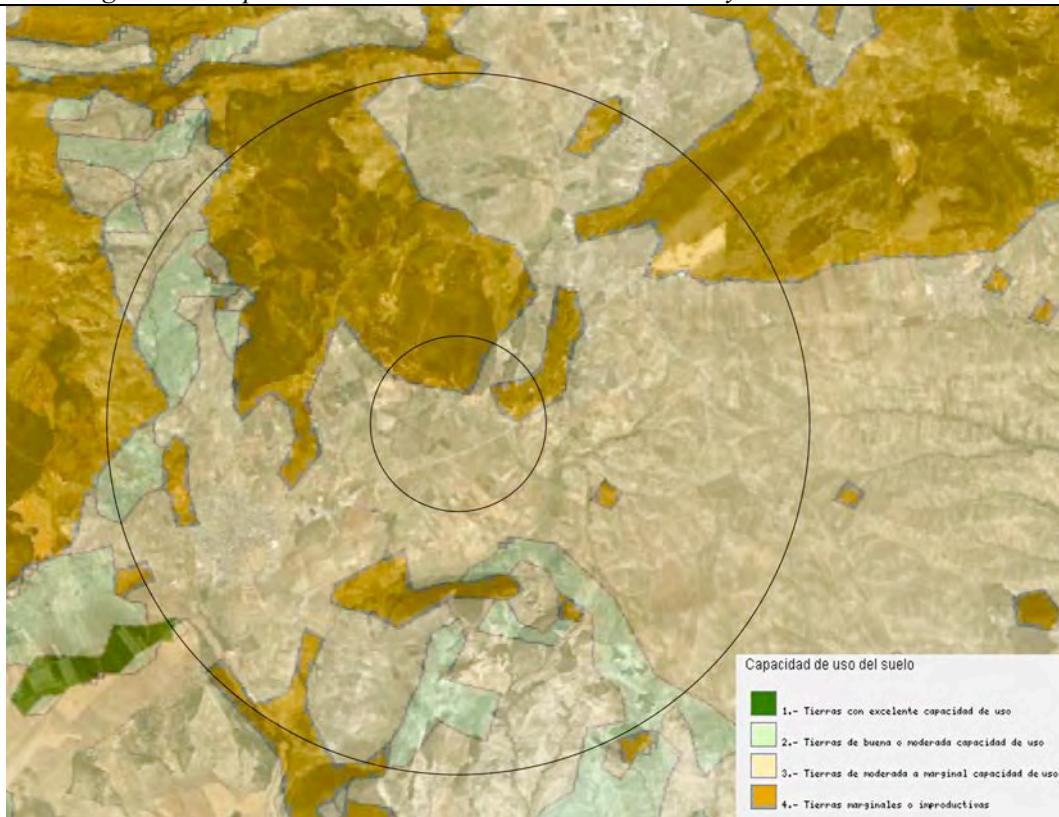 Capacidad de uso del suelo
1.- Tierras con excelente capacidad de uso
2.- Tierras de buena o moderada capacidad de uso
3.- Tierras de moderada a marginal capacidad de uso
4.- Tierras marginales o improductivas